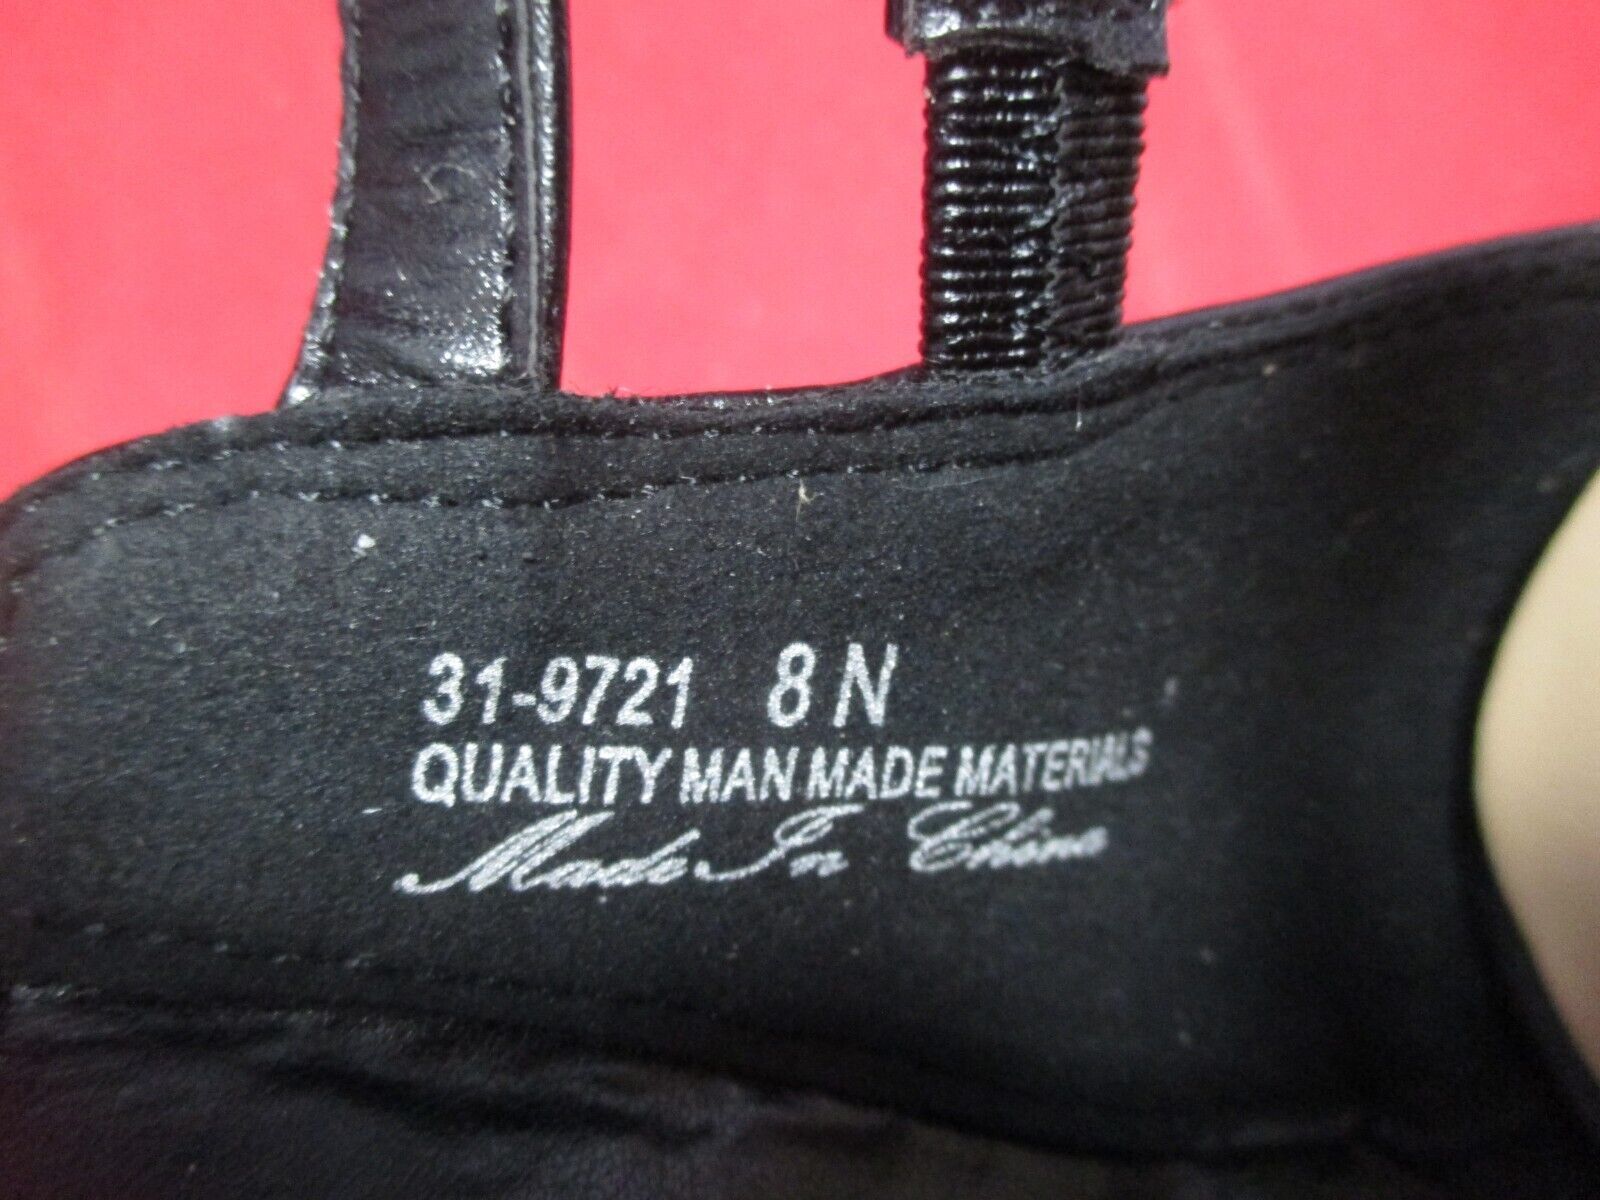 31-9721 8 N
QUALITY MAN MADE MATERIALS
Made In China